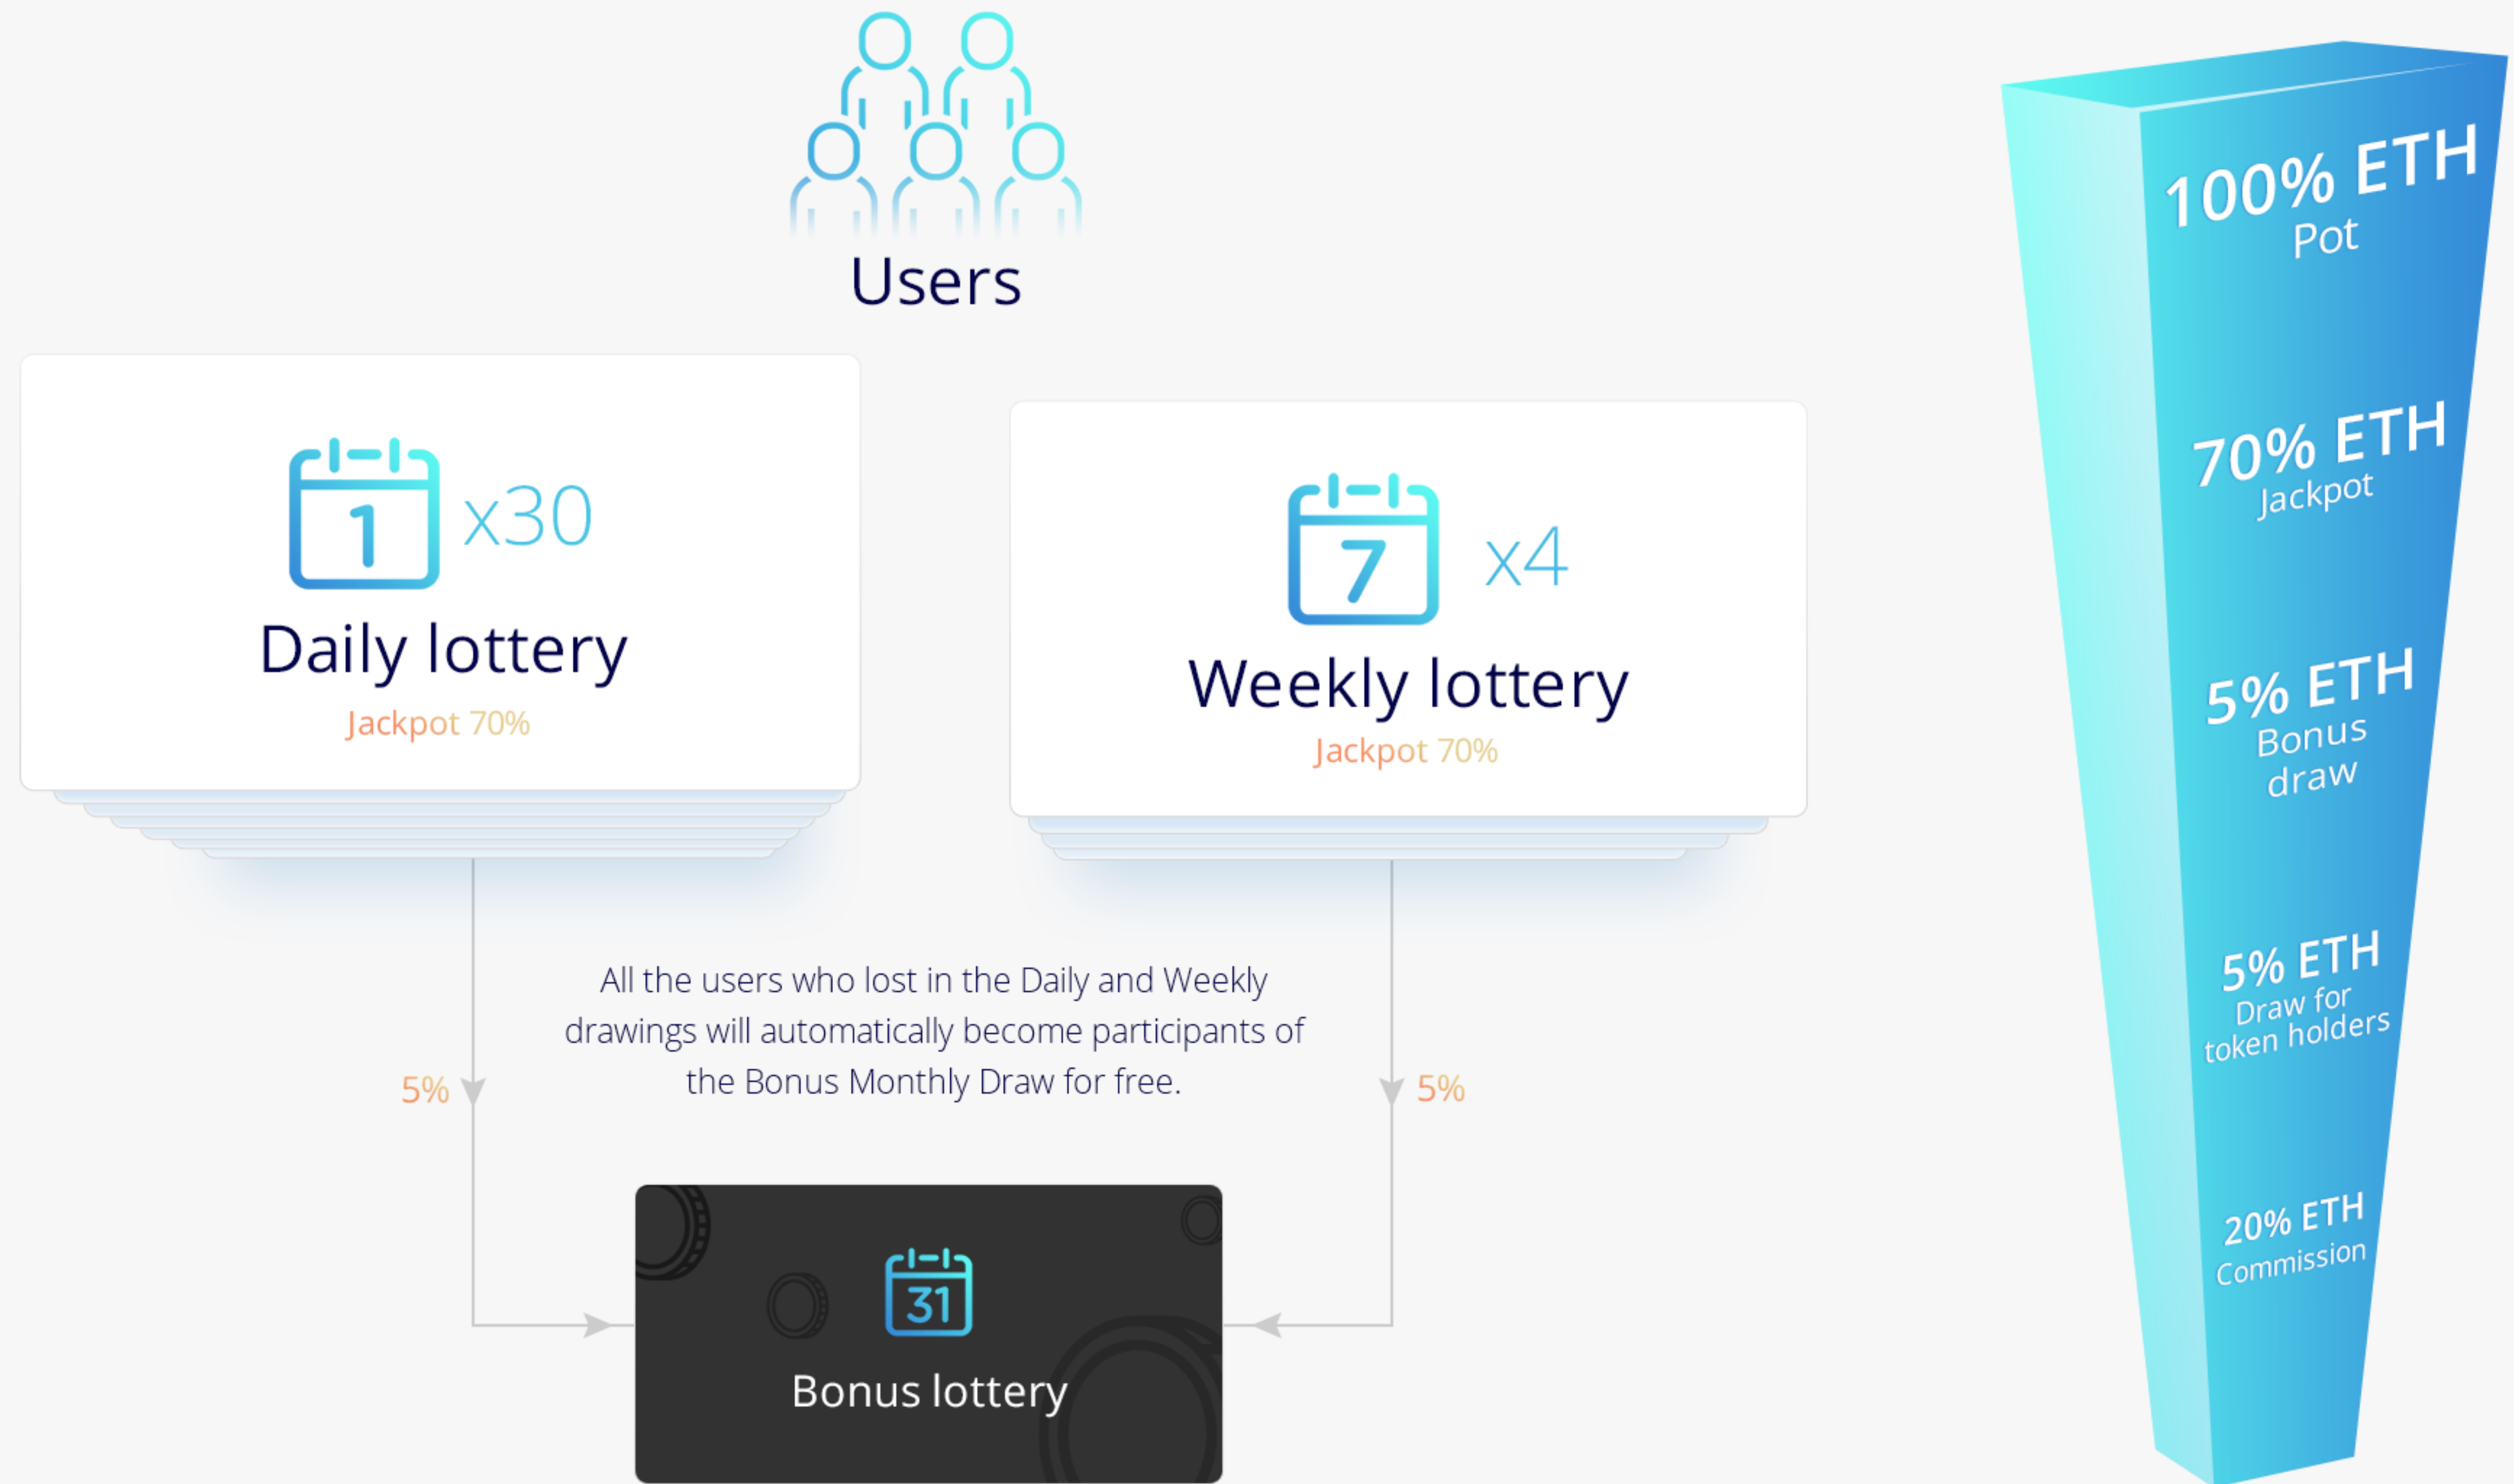 Users
1
x30
Daily lottery
Jackpot 70%
7
x4
Weekly lottery
Jackpot 70%
All the users who lost in the Daily and Weekly
drawings will automatically become participants of
the Bonus Monthly Draw for free.
5%
5%
31
Bonus lottery
100% ETH
Pot
70% ETH
Jackpot
5% ETH
Bonus
draw
5% ETH
Draw for
token holders
20% ETH
Commission